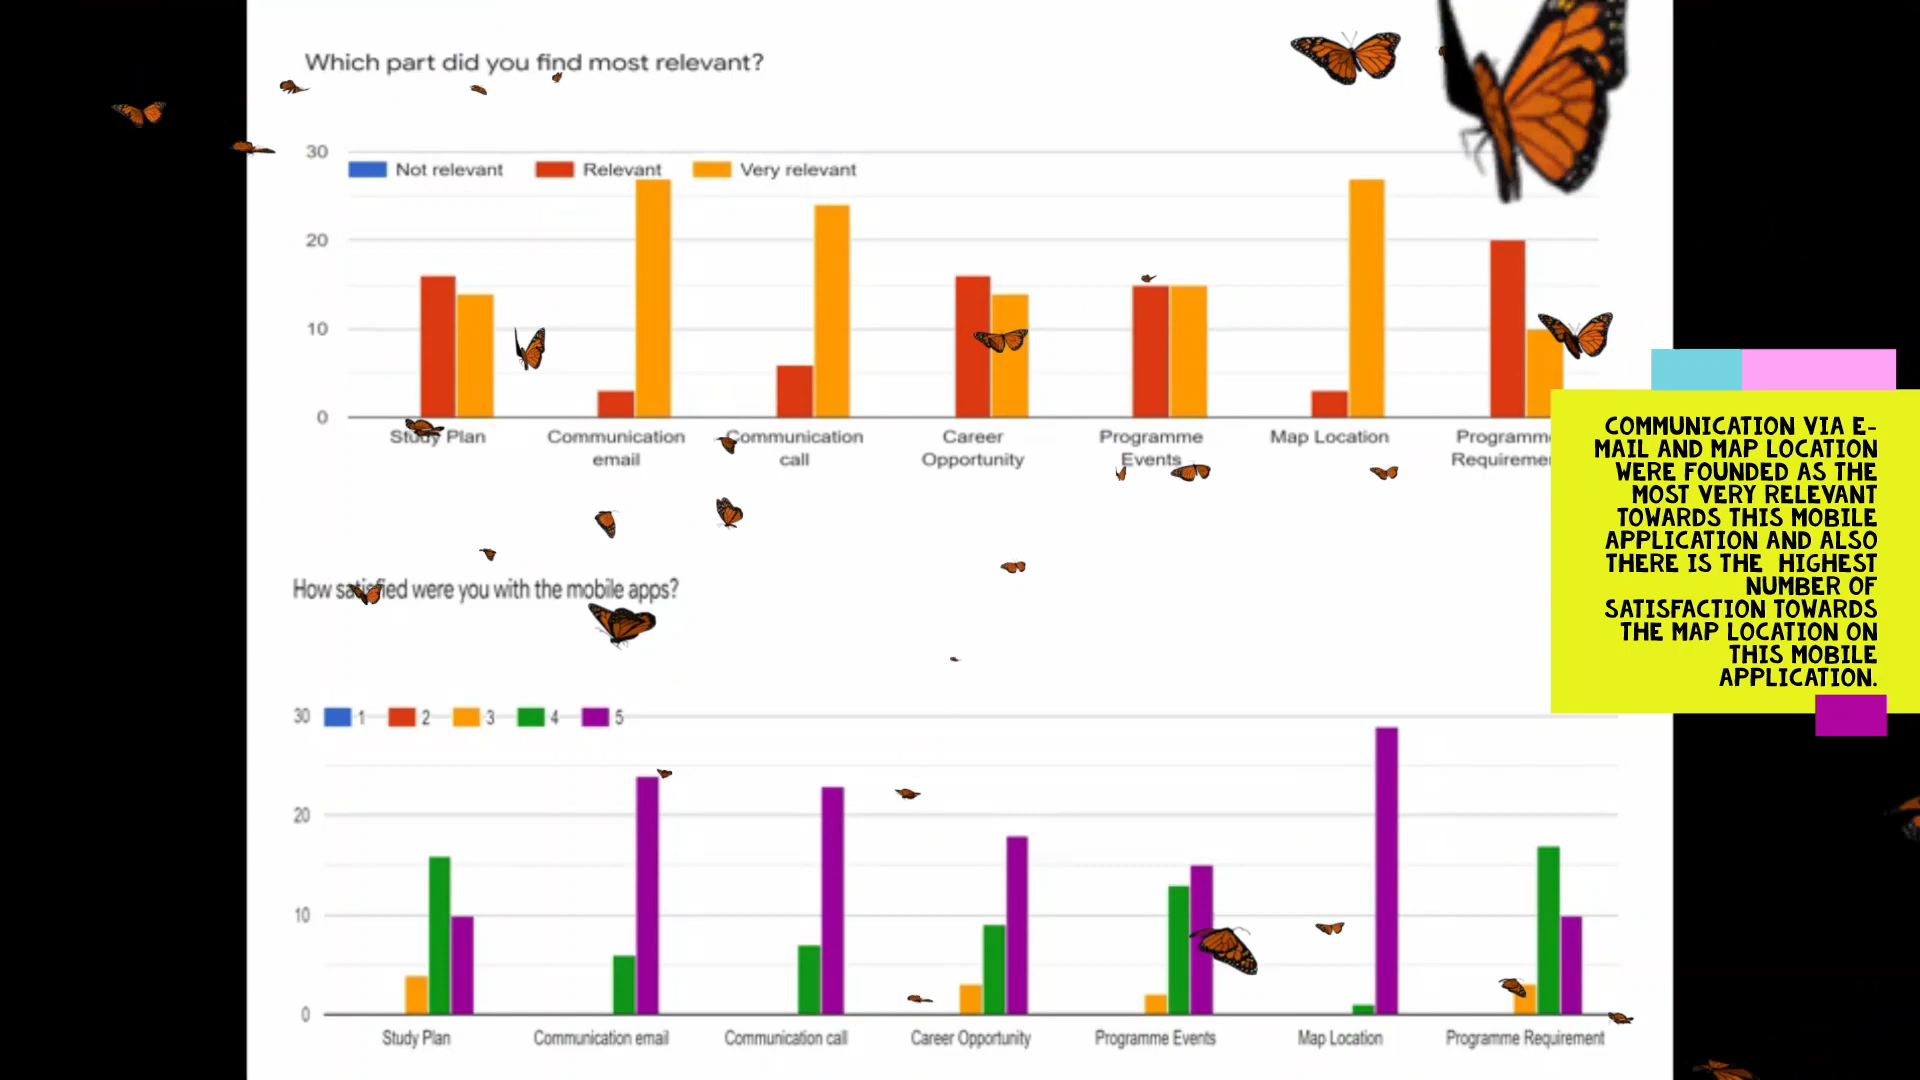 Which part did you find most relevant?
30
Not relevant Relevant Very relevant
20
10
0
Study Plan Communication Communication Career Programme Map Location Programme
email call Opportunity Events
COMMUNICATION VIA E-
MAIL AND MAP LOCATION
WERE FOUNDED AS THE
MOST VERY RELEVANT
TOWARDS THIS MOBILE
APPLICATION AND ALSO
THERE IS THE HIGHEST
NUMBER OF
SATISFACTION TOWARDS
THE MAP LOCATION ON
THIS MOBILE
APPLICATION.
How satisfied were you with the mobile apps?
30 1 2 3 4 5
20
10
0
Study Plan Communication email Communication call Career Opportunity Programme Events Map Location Programme Requirement